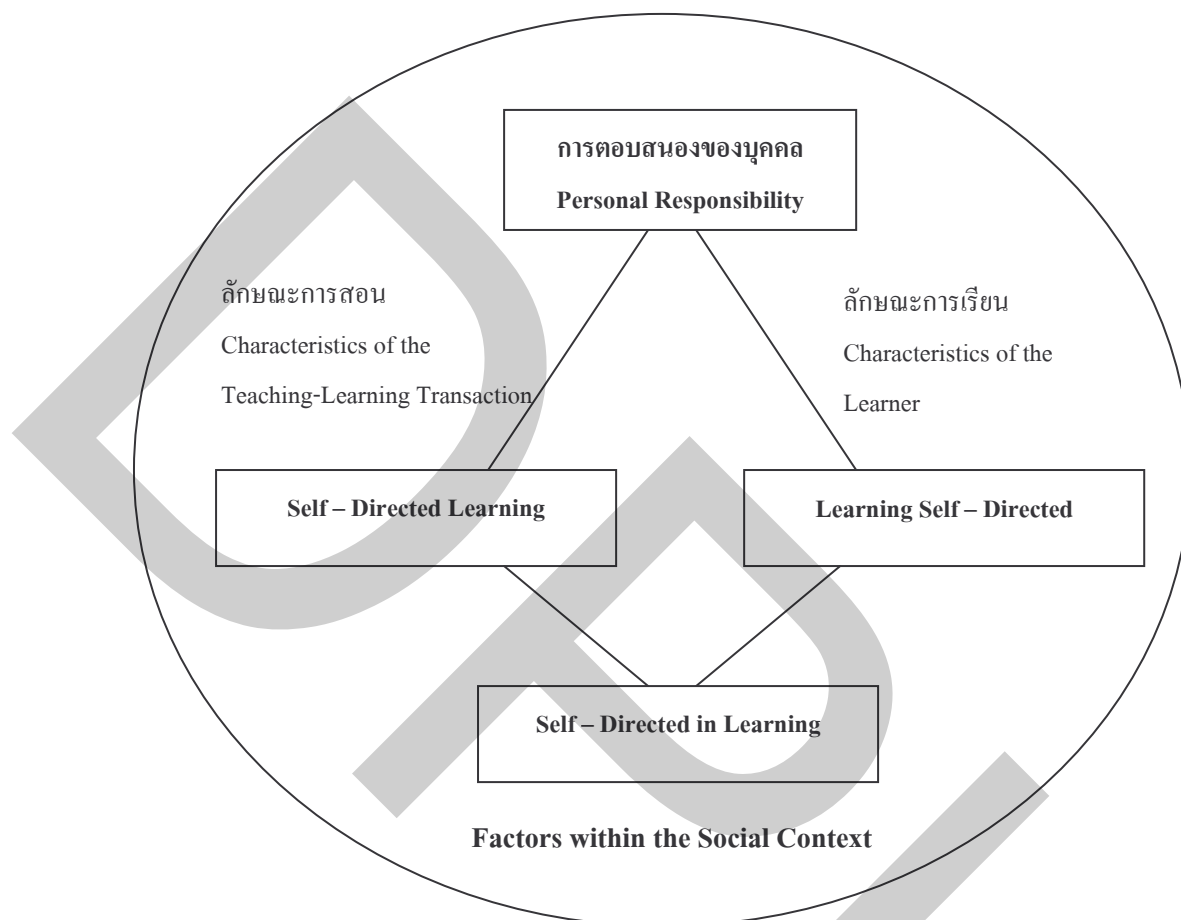 การตอบสนองของบุคคล
Personal Responsibility
ลักษณะการสอน
Characteristics of the
Teaching-Learning Transaction
ลักษณะการเรียน
Characteristics of the
Learner
Self – Directed Learning
Learning Self – Directed
Self – Directed in Learning
Factors within the Social Context